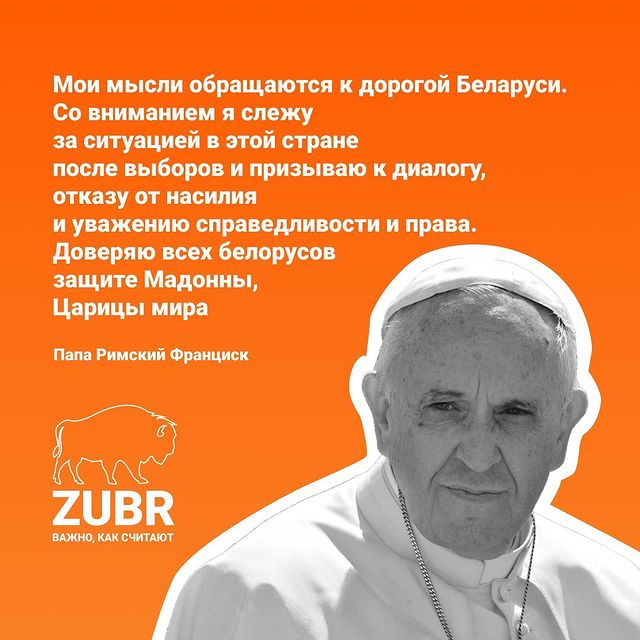 Мои мысли обращаются к дорогой Беларуси.
Со вниманием я слежу
за ситуацией в этой стране
после выборов и призываю к диалогу,
отказу от насилия
и уважению справедливости и права.
Доверяю всех белорусов
защите Мадонны,
Царицы мира
Папа Римский Франциск
ZUBR
ВАЖНО, КАК СЧИТАЮТ